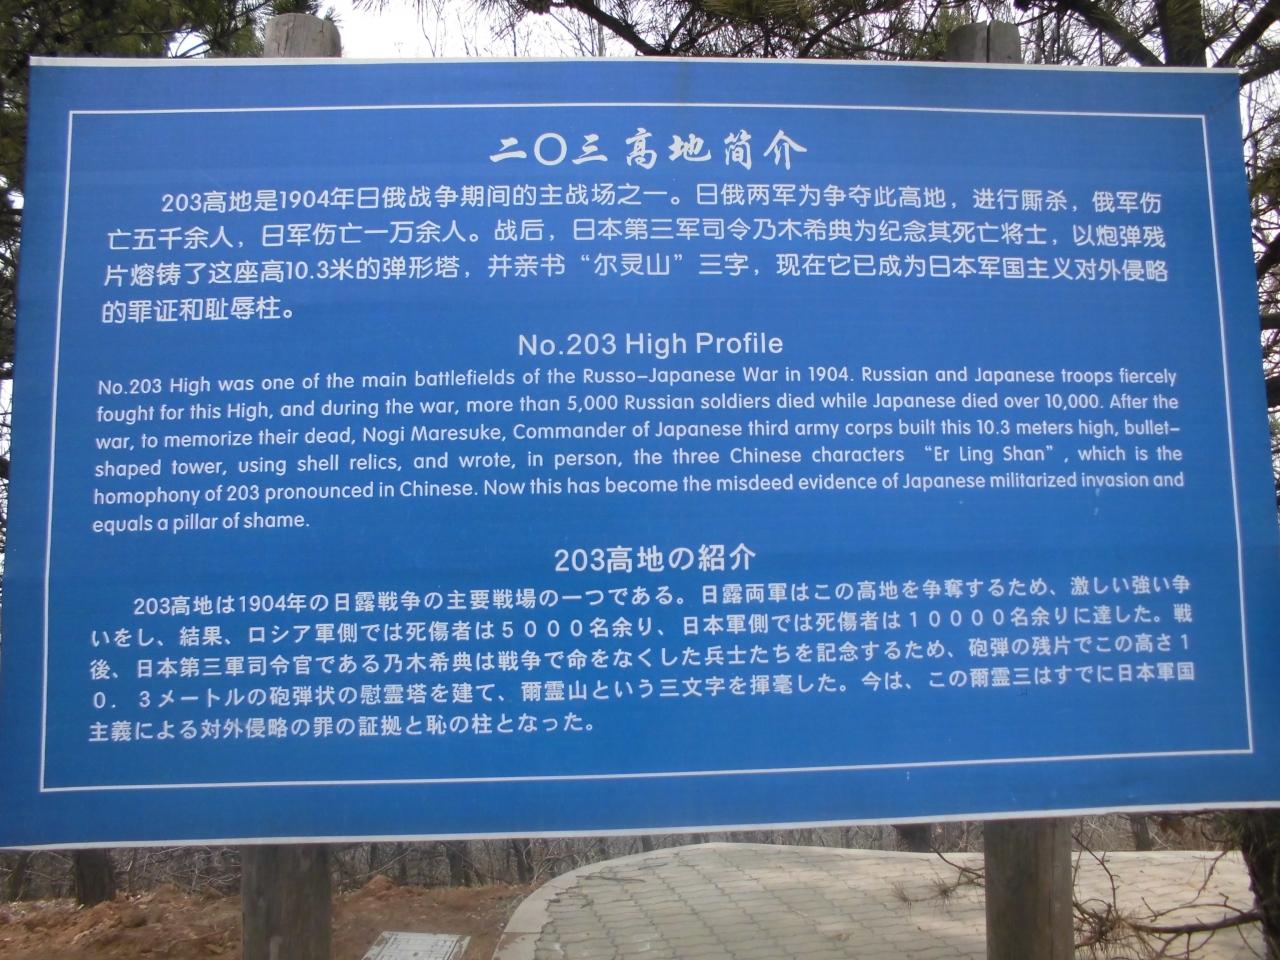 二〇三高地简介
203高地是1904年日俄战争期间的主战场之一。日俄两军为争夺此高地，进行厮杀，俄军伤
亡五千余人，日军伤亡一万余人。战后，日本第三军司令乃木希典为纪念其死亡将士，以炮弹残
片熔铸了这座高10.3米的弹形塔，并亲书“尔灵山”三字，现在它已成为日本军国主义对外侵略
的罪证和耻辱柱。
No.203 High Profile
No.203 High was one of the main battlefields of the Russo-Japanese War in 1904. Russian and Japanese troops fiercely
fought for this High, and during the war, more than 5,000 Russian soldiers died while Japanese died over 10,000. After the
war, to memorize their dead, Nogi Maresuke, Commander of Japanese third army corps built this 10.3 meters high, bullet-
shaped tower, using shell relics, and wrote, in person, the three Chinese characters “Er Ling Shan”, which is the
homophony of 203 pronounced in Chinese. Now this has become the misdeed evidence of Japanese militarized invasion and
equals a pillar of shame.
203高地の紹介
203高地は1904年の日露戦争の主要戦場の一つである。日露両軍はこの高地を争奪するため、激しい強い争
いをし、結果、ロシア軍側では死傷者は５０００名余り、日本軍側では死傷者は１００００名余りに達した。戦
後、日本第三軍司令官である乃木希典は戦争で命をなくした兵士たちを記念するため、砲弾の残片でこの高さ１
０．３メートルの砲弾状の慰霊塔を建て、爾霊山という三文字を揮毫した。今は、この爾霊三はすでに日本軍国
主義による対外侵略の罪の証拠と恥の柱となった。